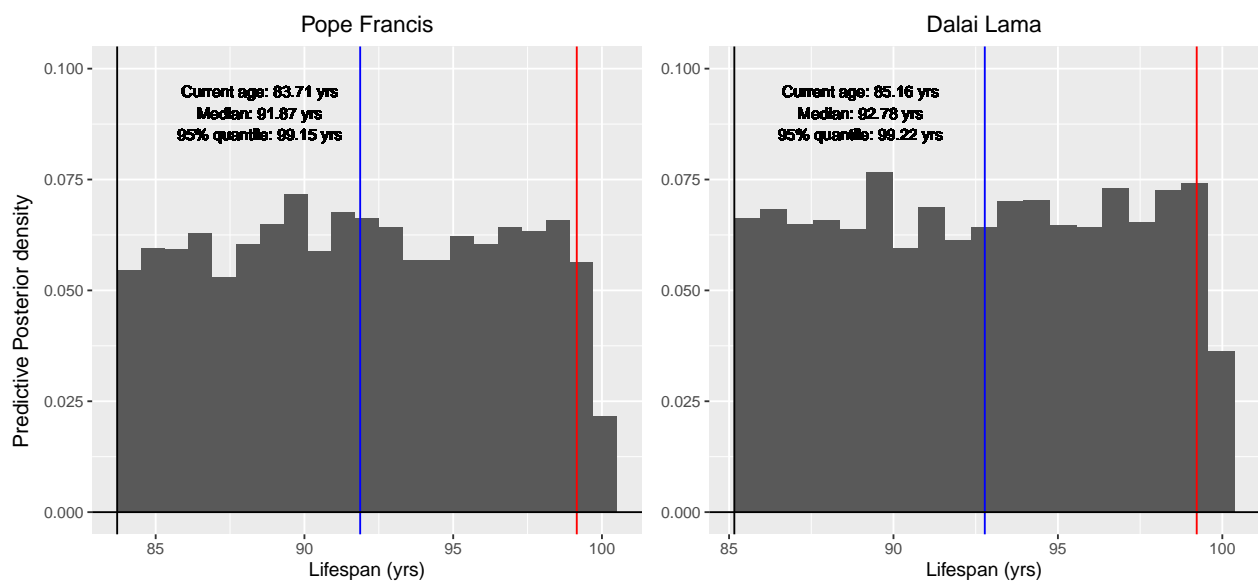 Pope Francis
Dalai Lama
Predictive Posterior density
0.100
0.075
0.050
0.025
0.000
Current age: 83.71 yrs
Median: 91.87 yrs
95% quantile: 99.15 yrs
85
90
95
100
Lifespan (yrs)
0.100
0.075
0.050
0.025
0.000
Current age: 85.16 yrs
Median: 92.78 yrs
95% quantile: 99.22 yrs
85
90
95
100
Lifespan (yrs)